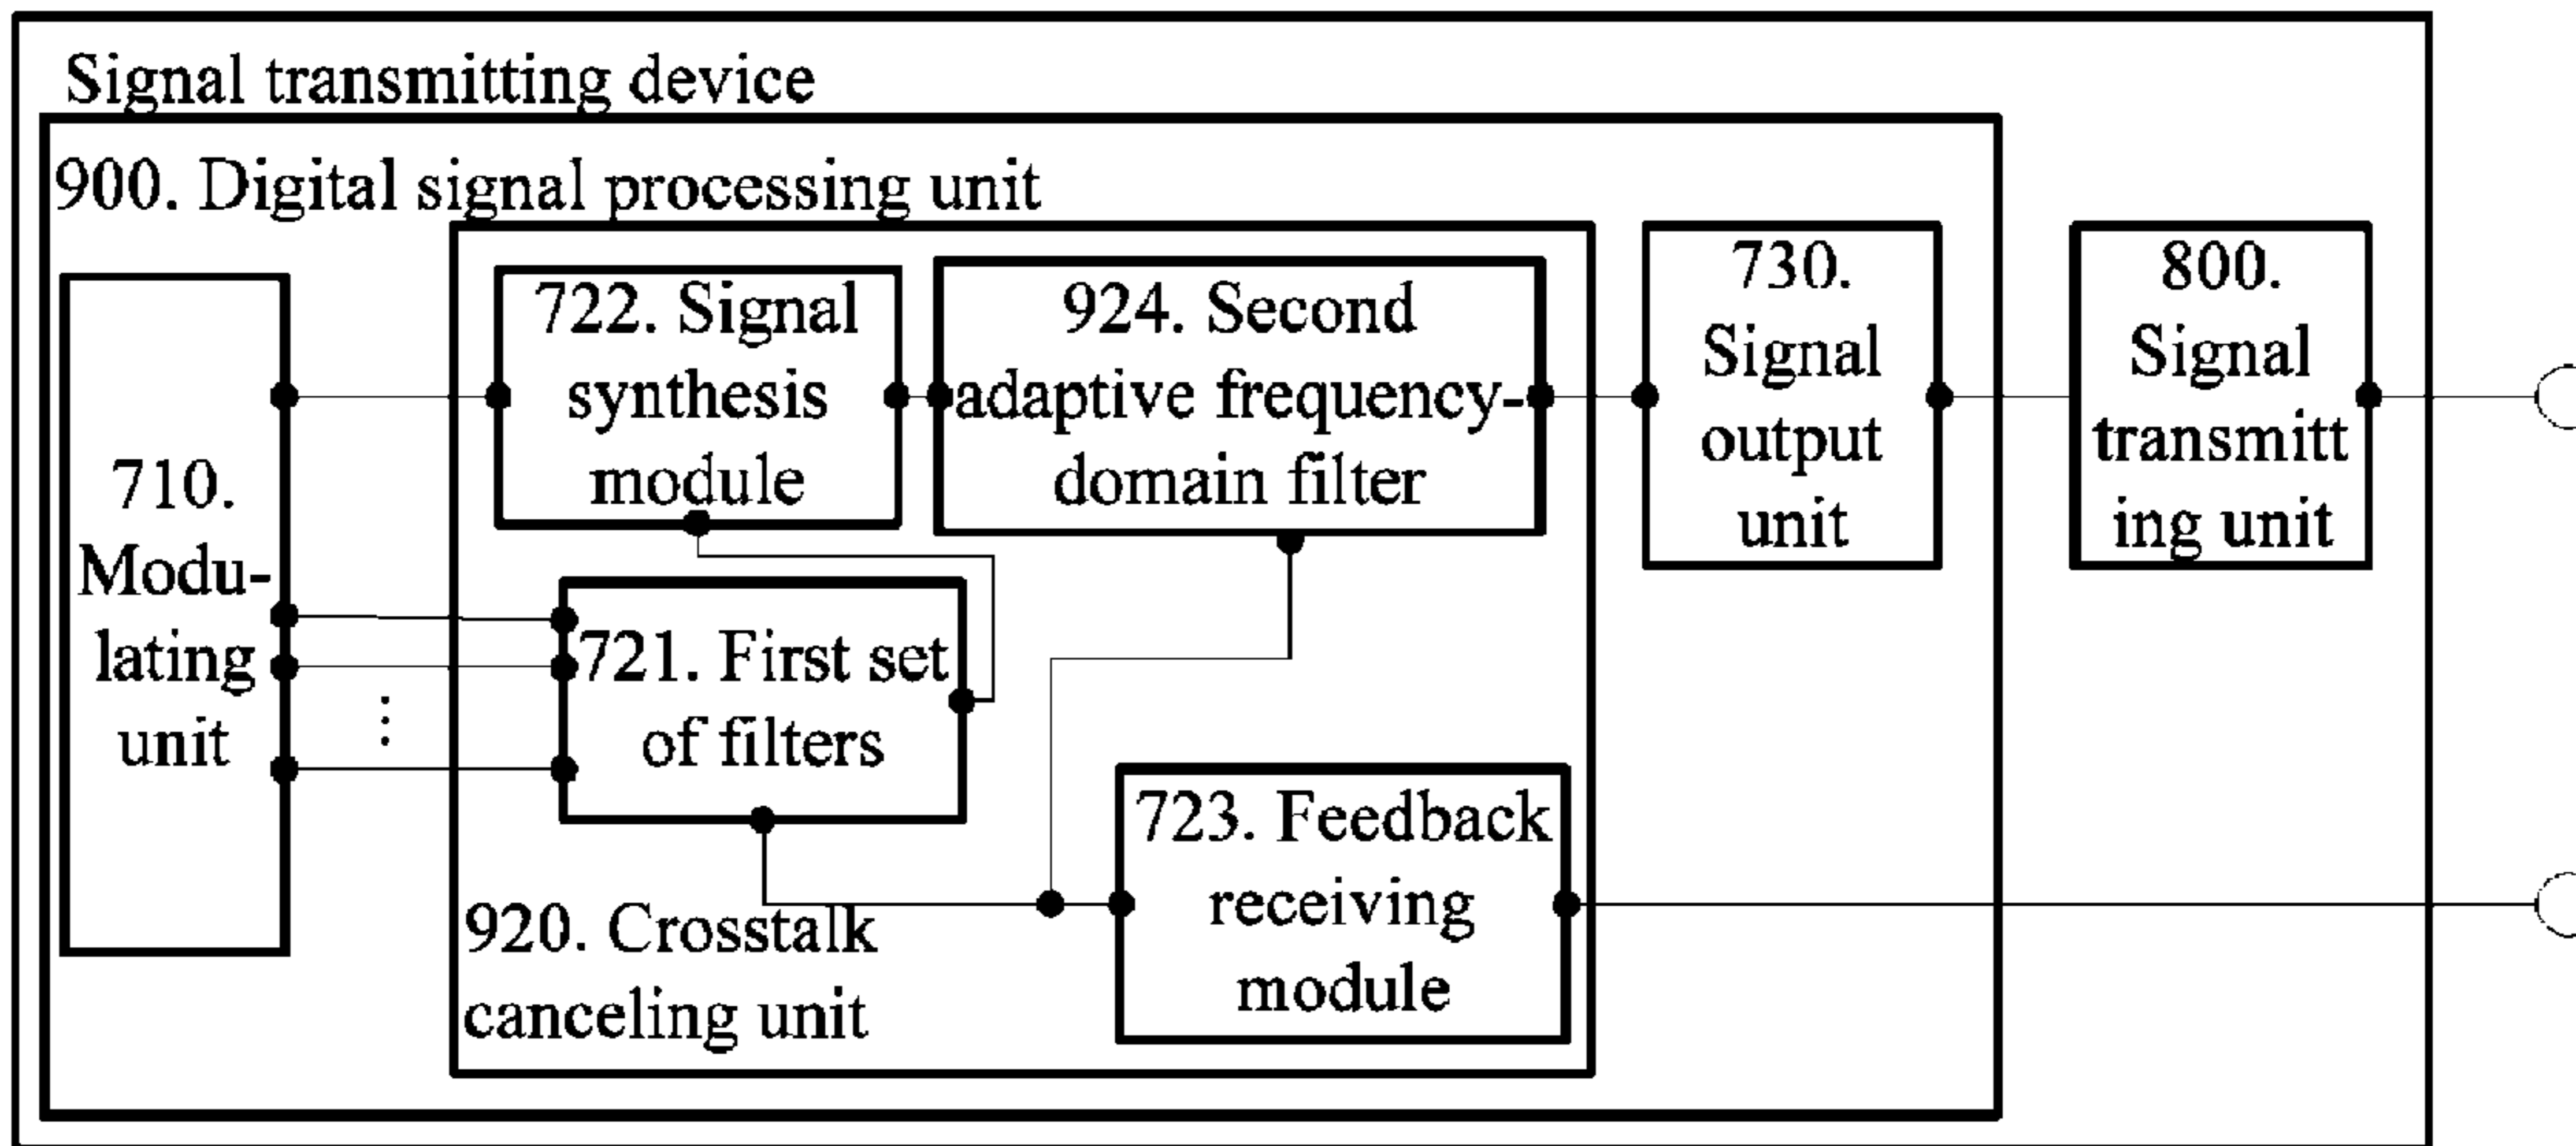 Signal transmitting device
900. Digital signal processing unit
710.
Modu-
lating
unit
722. Signal
synthesis
module
924. Second
adaptive frequency-
domain filter
730.
Signal
output
unit
800.
Signal
transmitt
ing unit
721. First set
of filters
723. Feedback
receiving
module
920. Crosstalk
canceling unit